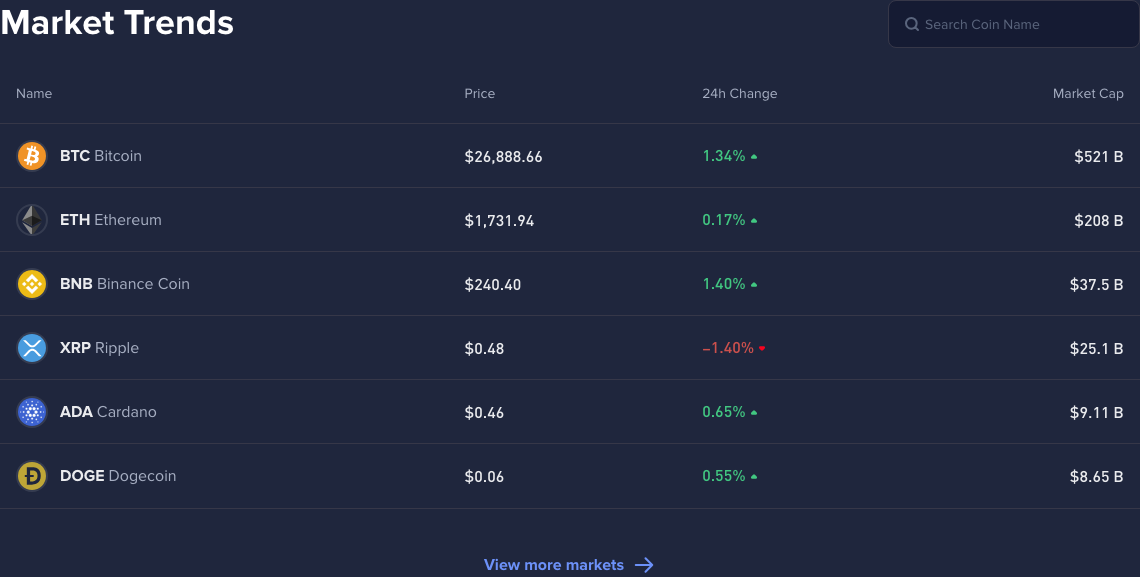 Market Trends
Search Coin Name
Name Price 24h Change Market Cap
BTC Bitcoin $26,888.66 1.34% $521 B
ETH Ethereum $1,731.94 0.17% $208 B
BNB Binance Coin $240.40 1.40% $37.5 B
XRP Ripple $0.48 −1.40% $25.1 B
ADA Cardano $0.46 0.65% $9.11 B
DOGE Dogecoin $0.06 0.55% $8.65 B
View more markets